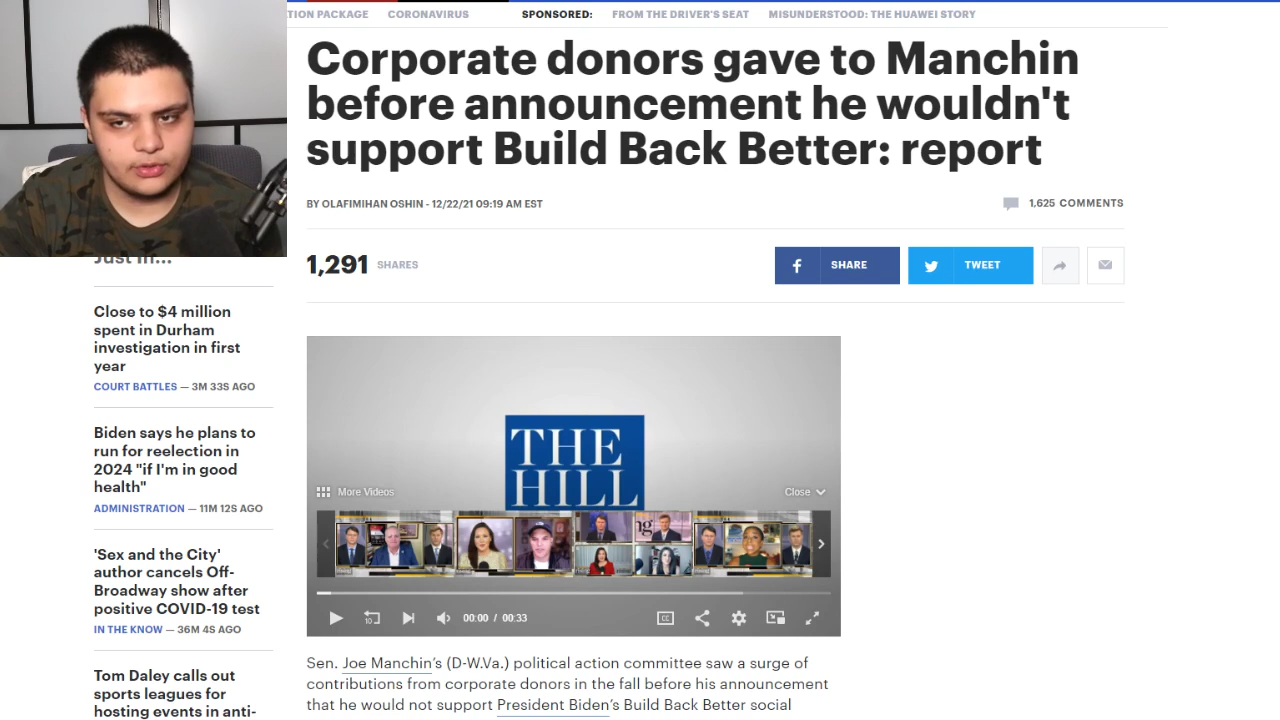 TION PACKAGE CORONAVIRUS SPONSORED: FROM THE DRIVER'S SEAT MISUNDERSTOOD: THE HUAWEI STORY
Corporate donors gave to Manchin
before announcement he wouldn't
support Build Back Better: report
BY OLAFIMIHAN OSHIN - 12/22/21 09:19 AM EST
1,625 COMMENTS
1,291 SHARES
SHARE
TWEET
Just In...
Close to $4 million
spent in Durham
investigation in first
year
COURT BATTLES — 3M 33S AGO
Biden says he plans to
run for reelection in
2024 "if I'm in good
health"
ADMINISTRATION — 11M 12S AGO
'Sex and the City'
author cancels Off-
Broadway show after
positive COVID-19 test
IN THE KNOW — 36M 4S AGO
Tom Daley calls out
sports leagues for
hosting events in anti-
THE
HILL
More Videos
Close
10
00:00 / 00:33
CC
Sen. Joe Manchin's (D-W.Va.) political action committee saw a surge of
contributions from corporate donors in the fall before his announcement
that he would not support President Biden's Build Back Better social